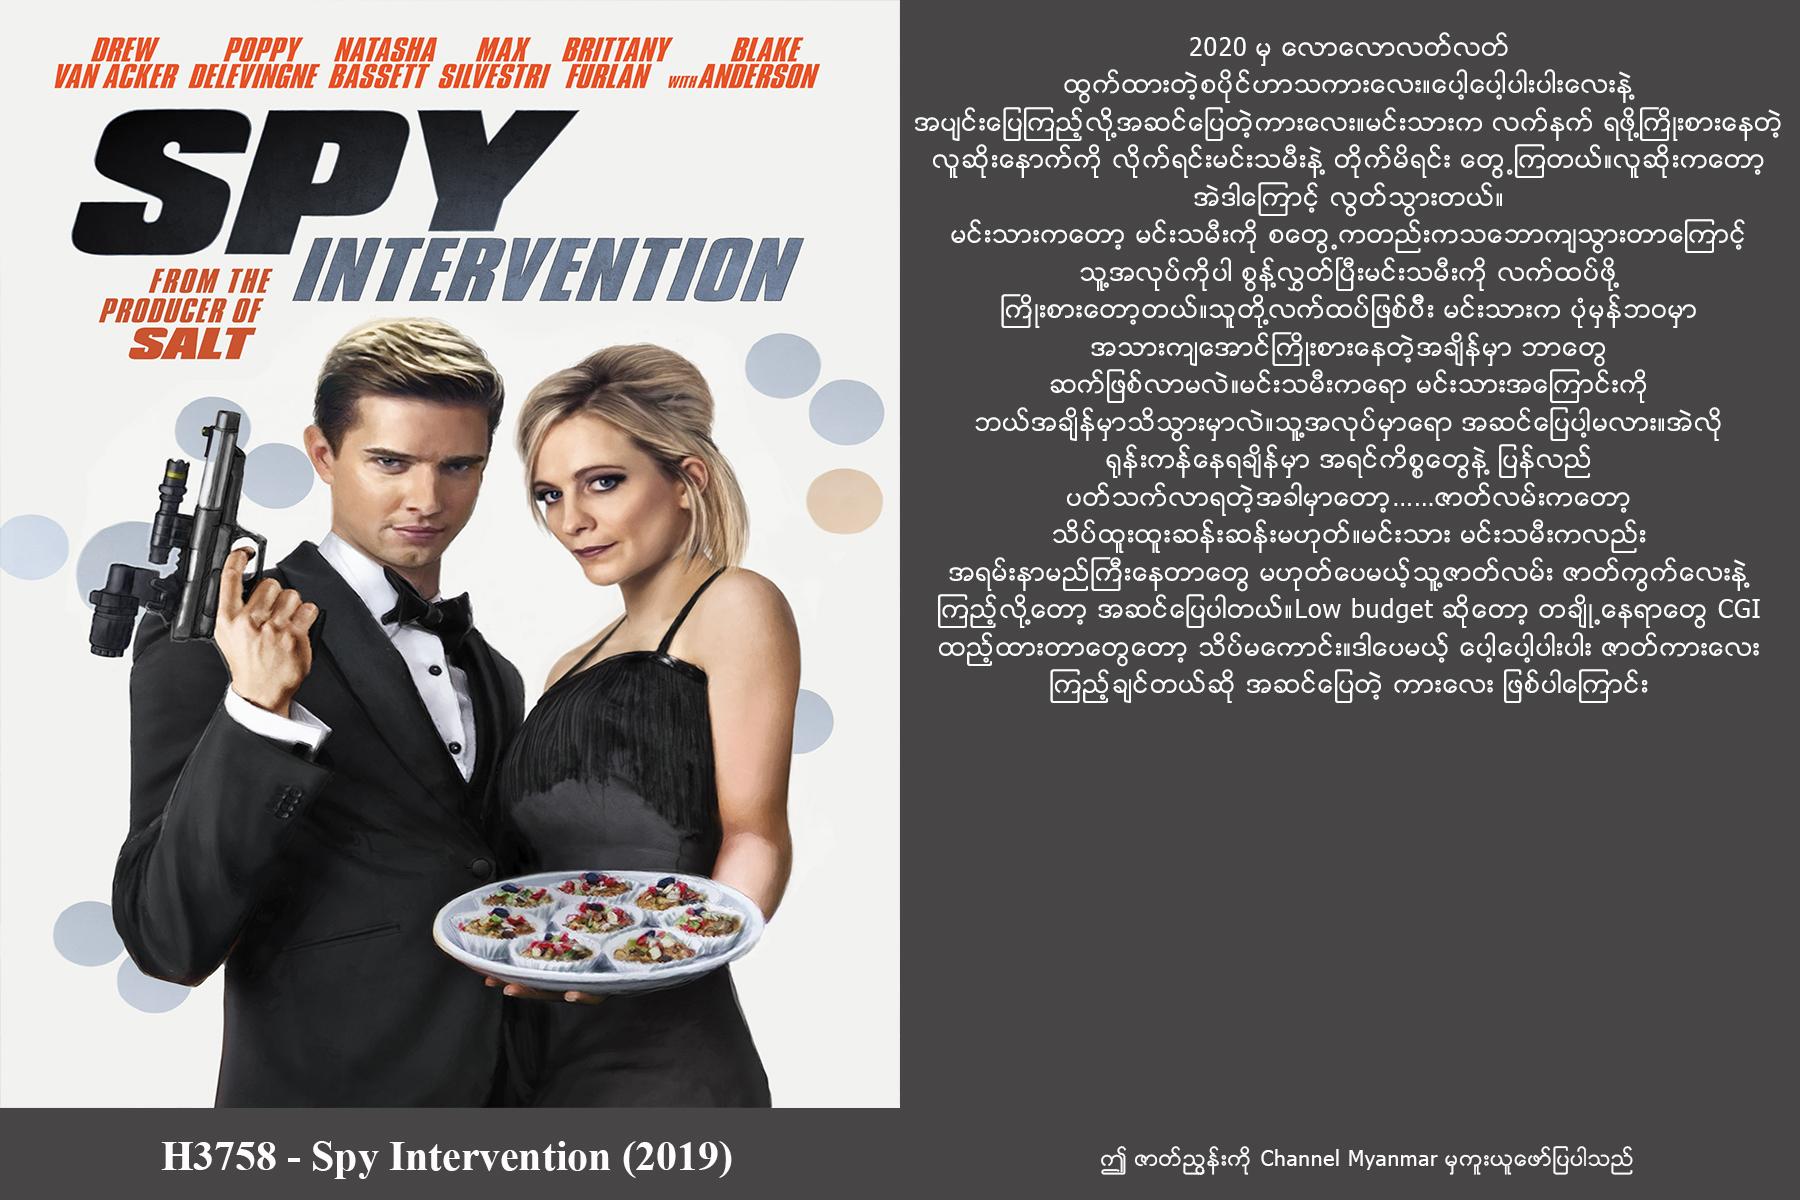 DREW VAN ACKER POPPY DELEVINGNE NATASHA BASSETT MAX SILVESTRI BRITTANY FURLAN WITH BLAKE ANDERSON
SPY
INTERVENTION
FROM THE
PRODUCER OF
SALT
H3758 - Spy Intervention (2019)
2020 မှ လောလောလတ်လတ်
ထွက်ထားတဲ့စပိုင်ဟာသကားလေး။ပေါ့ပေါ့ပါးပါးလေးနဲ့
အပျင်းပြေကြည့်လို့အဆင်ပြေတဲ့ကားလေး။မင်းသားက လက်နက် ရဖို့ကြိုးစားနေတဲ့
လူဆိုးနောက်ကို လိုက်ရင်းမင်းသမီးနဲ့ တိုက်မိရင်း တွေ့ကြတယ်။လူဆိုးကတော့
အဲဒါကြောင့် လွတ်သွားတယ်။
မင်းသားကတော့ မင်းသမီးကို စတွေ့ကတည်းကသဘောကျသွားတာကြောင့်
သူ့အလုပ်ကိုပါ စွန့်လွှတ်ပြီးမင်းသမီးကို လက်ထပ်ဖို့
ကြိုးစားတော့တယ်။သူတို့လက်ထပ်ဖြစ်ပီး မင်းသားက ပုံမှန်ဘဝမှာ
အသားကျအောင်ကြိုးစားနေတဲ့အချိန်မှာ ဘာတွေ
ဆက်ဖြစ်လာမလဲ။မင်းသမီးကရော မင်းသားအကြောင်းကို
ဘယ်အချိန်မှာသိသွားမှာလဲ။သူ့အလုပ်မှာရော အဆင်ပြေပါ့မလား။အဲလို
ရုန်းကန်နေရချိန်မှာ အရင်ကိစ္စတွေနဲ့ ပြန်လည်
ပတ်သက်လာရတဲ့အခါမှာတော့……ဇာတ်လမ်းကတော့
သိပ်ထူးထူးဆန်းဆန်းမဟုတ်။မင်းသား မင်းသမီးကလည်း
အရမ်းနာမည်ကြီးနေတာတွေ မဟုတ်ပေမယ့်သူ့ဇာတ်လမ်း ဇာတ်ကွက်လေးနဲ့
ကြည့်လို့တော့ အဆင်ပြေပါတယ်။Low budget ဆိုတော့ တချို့နေရာတွေ CGI
ထည့်ထားတာတွေတော့ သိပ်မကောင်း။ဒါပေမယ့် ပေါ့ပေါ့ပါးပါး ဇာတ်ကားလေး
ကြည့်ချင်တယ်ဆို အဆင်ပြေတဲ့ ကားလေး ဖြစ်ပါကြောင်း
ဤ ဇာတ်ညွှန်းကို Channel Myanmar မှကူးယူဖော်ပြပါသည်